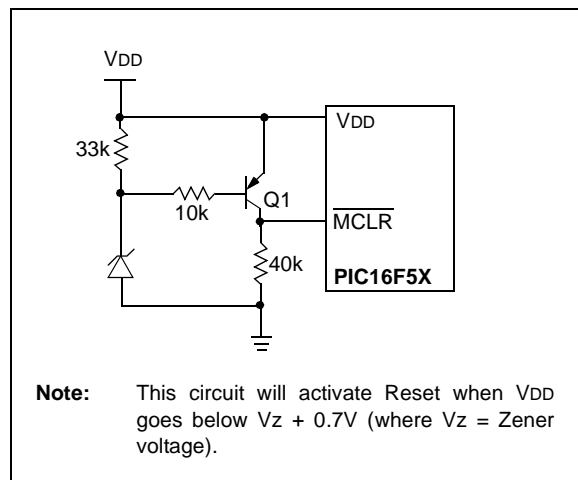 VDD
VDD
33k
Q1
10k
MCLR
40k
PIC16F5X
Note: This circuit will activate Reset when VDD
goes below Vz + 0.7V (where Vz = Zener
voltage).